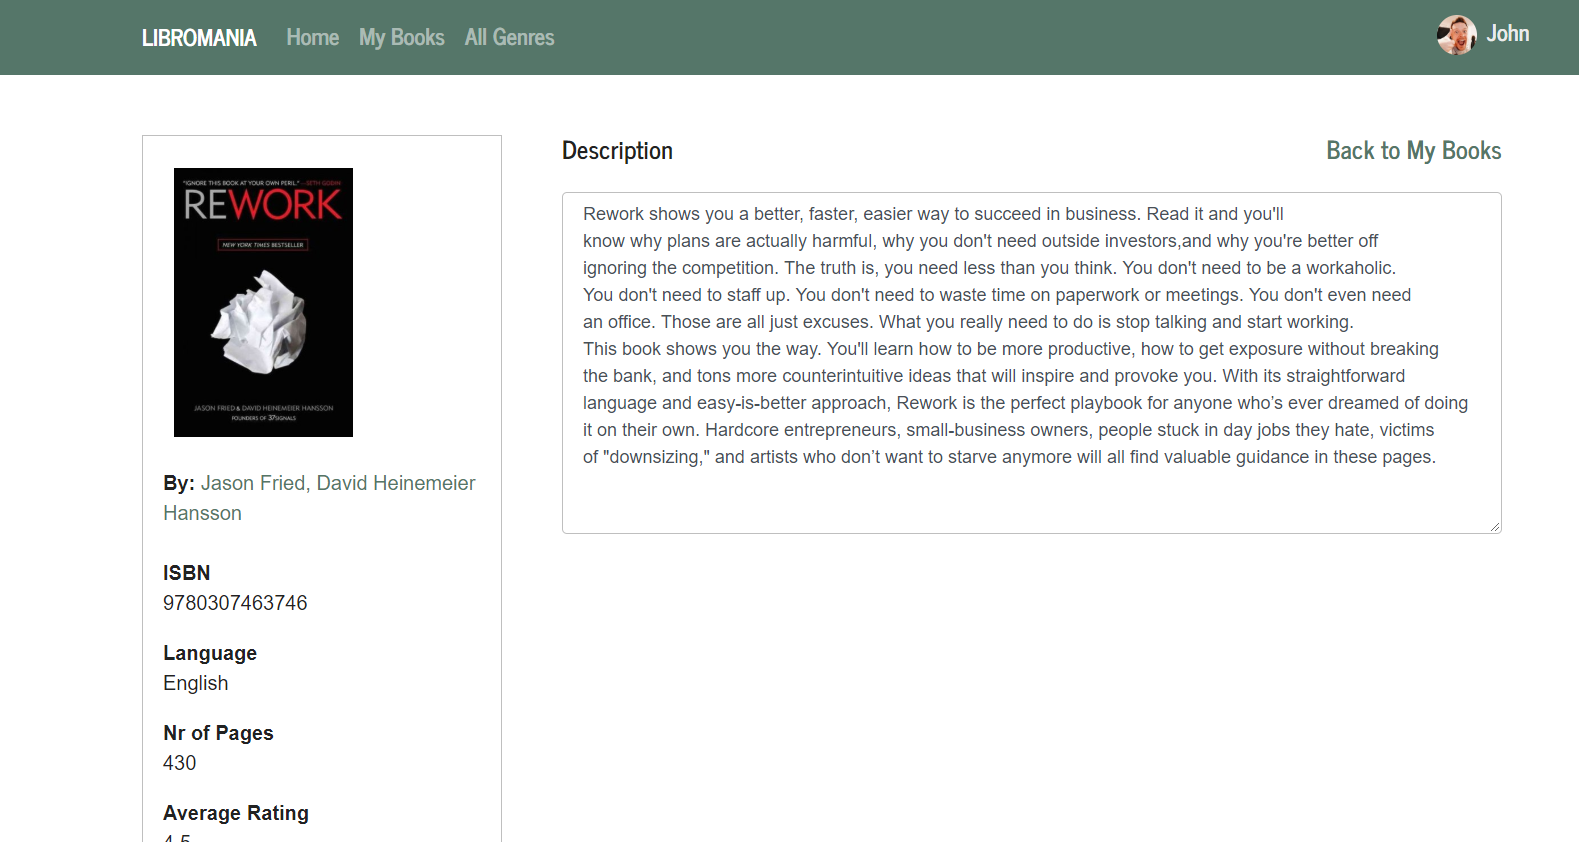 LIBROMANIA Home My Books All Genres John
"IGNORE THIS BOOK AT YOUR OWN PERIL." —SETH GODIN
REWORK
NEW YORK TIMES BESTSELLER
JASON FRIED & DAVID HEINEMEIER HANSSON
FOUNDERS OF 37SIGNALS
By: Jason Fried, David Heinemeier
Hansson
ISBN
9780307463746
Language
English
Nr of Pages
430
Average Rating
4.5
Description
Back to My Books
Rework shows you a better, faster, easier way to succeed in business. Read it and you'll
know why plans are actually harmful, why you don't need outside investors,and why you're better off
ignoring the competition. The truth is, you need less than you think. You don't need to be a workaholic.
You don't need to staff up. You don't need to waste time on paperwork or meetings. You don't even need
an office. Those are all just excuses. What you really need to do is stop talking and start working.
This book shows you the way. You'll learn how to be more productive, how to get exposure without breaking
the bank, and tons more counterintuitive ideas that will inspire and provoke you. With its straightforward
language and easy-is-better approach, Rework is the perfect playbook for anyone who’s ever dreamed of doing
it on their own. Hardcore entrepreneurs, small-business owners, people stuck in day jobs they hate, victims
of "downsizing," and artists who don’t want to starve anymore will all find valuable guidance in these pages.